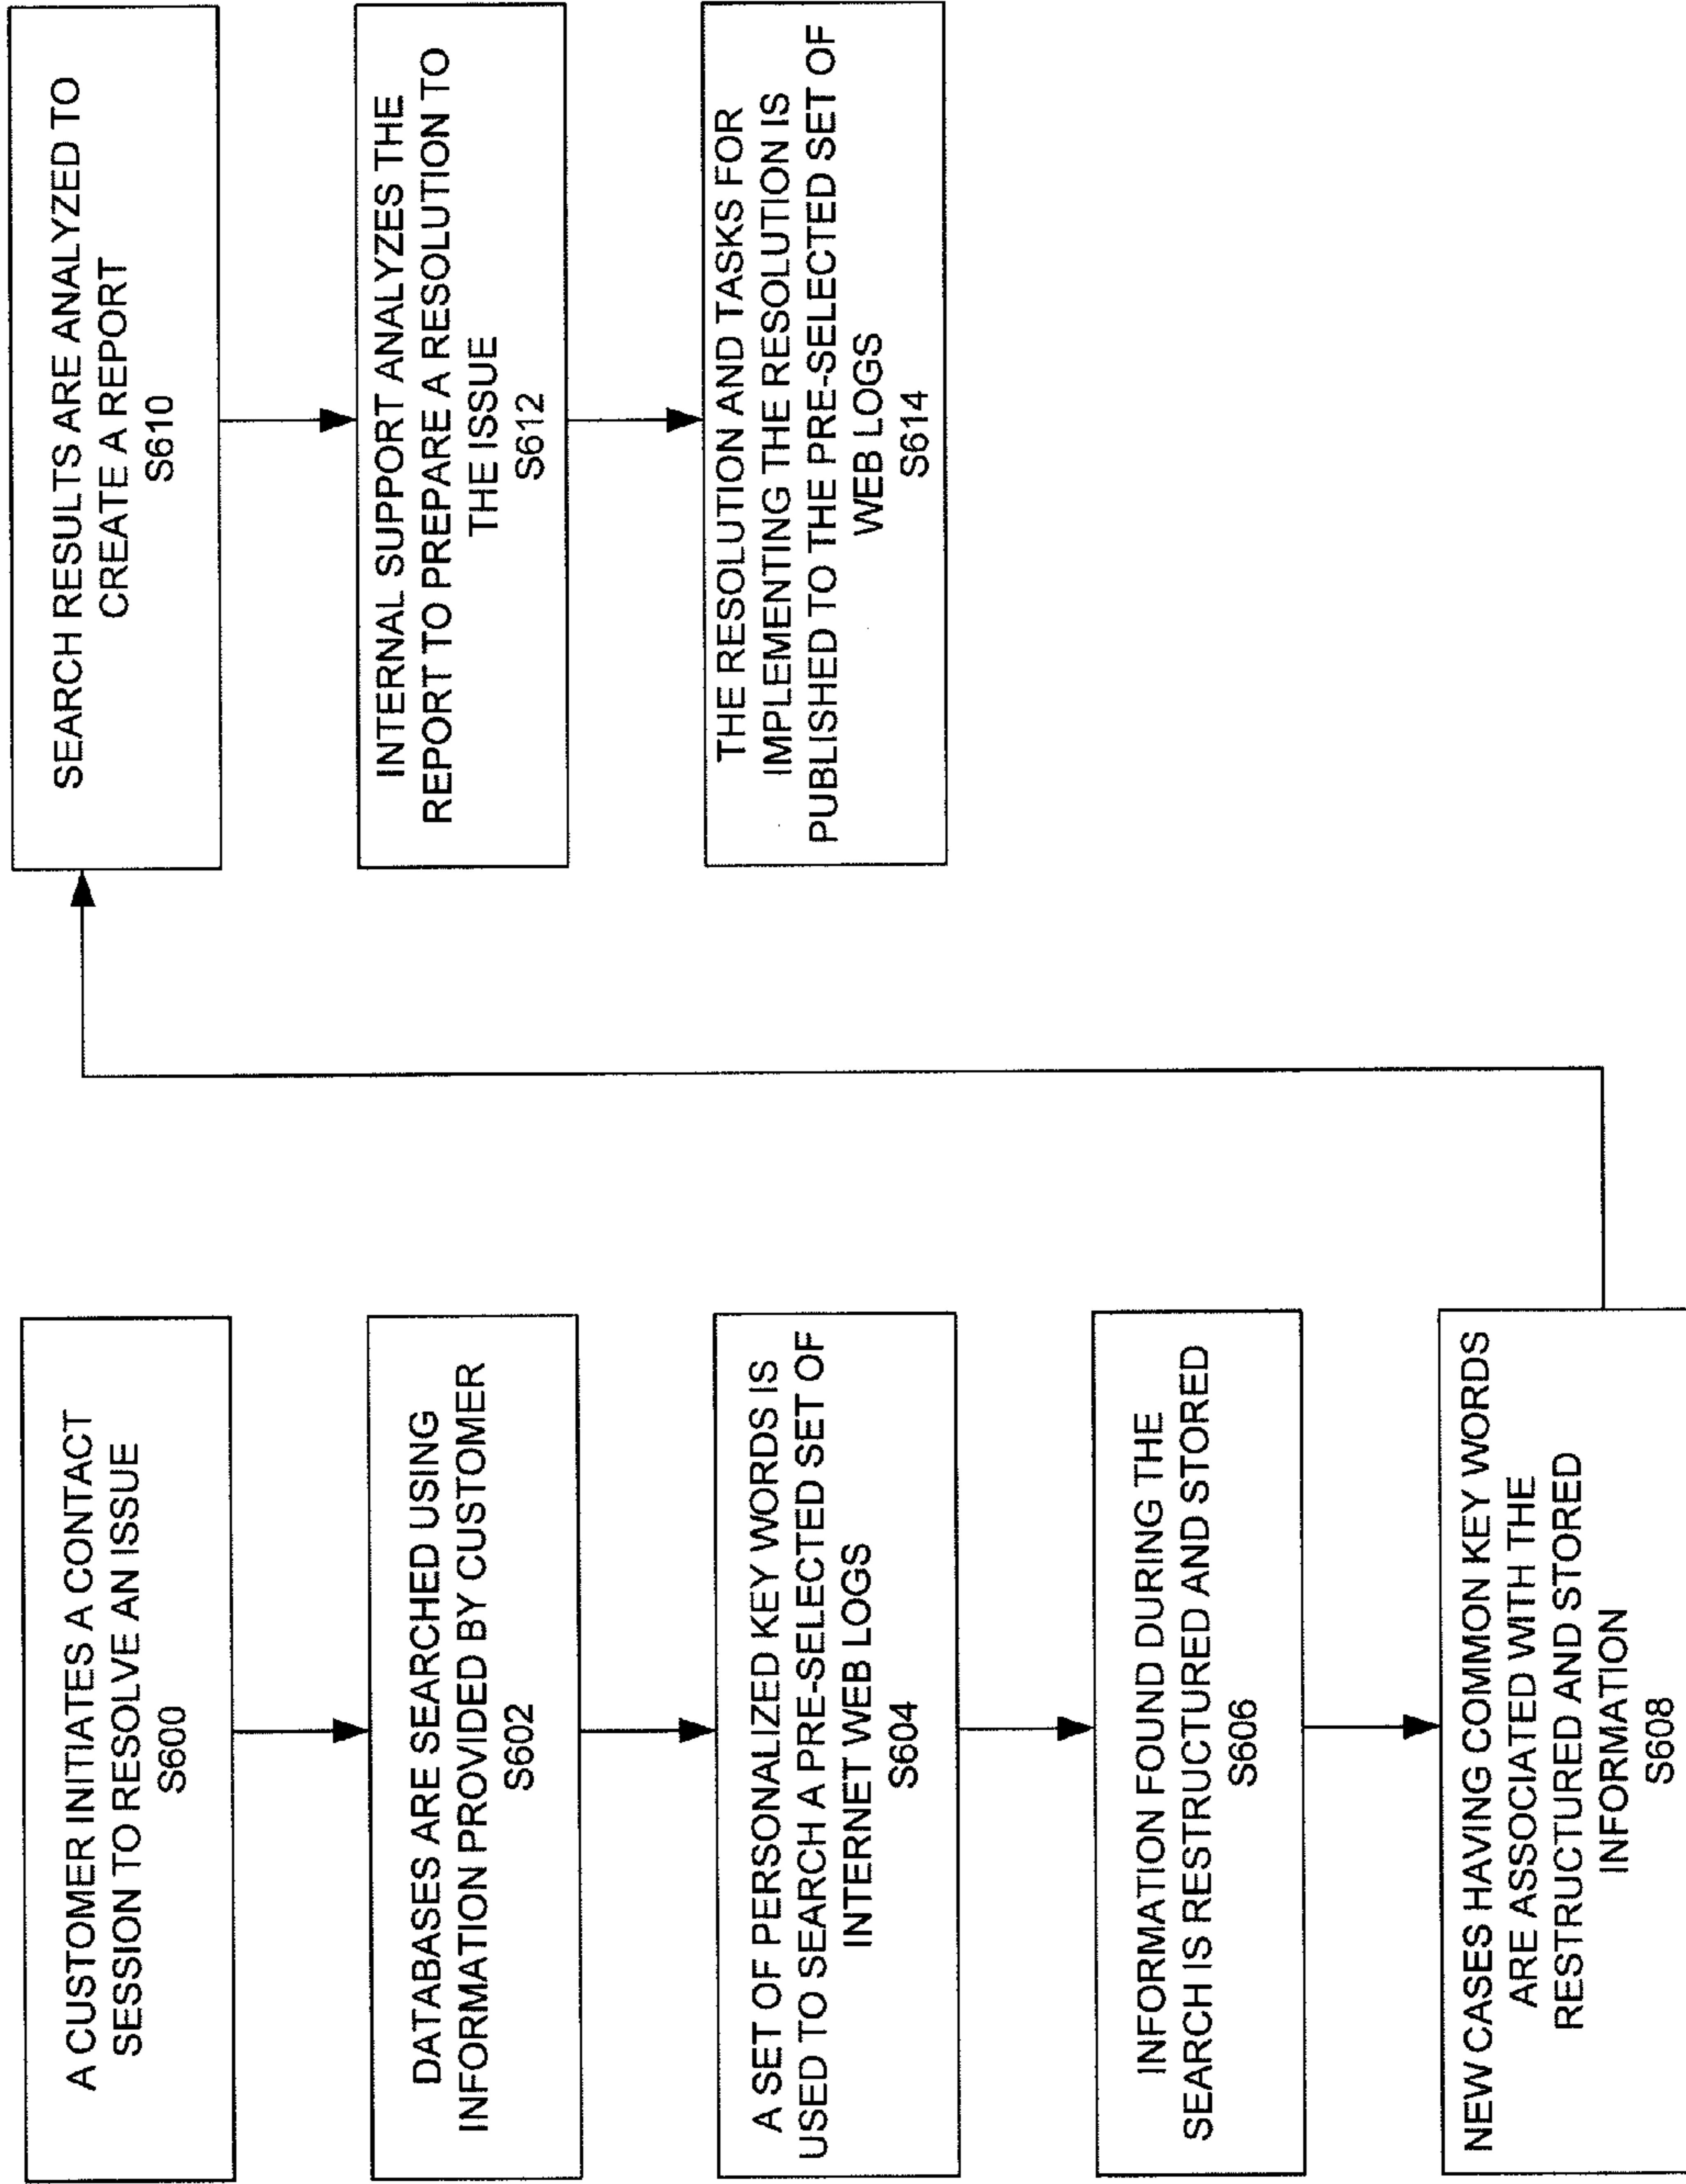 A CUSTOMER INITIATES A CONTACT
SESSION TO RESOLVE AN ISSUE
S600
DATABASES ARE SEARCHED USING
INFORMATION PROVIDED BY CUSTOMER
S602
A SET OF PERSONALIZED KEY WORDS IS
USED TO SEARCH A PRE-SELECTED SET OF
INTERNET WEB LOGS
S604
INFORMATION FOUND DURING THE
SEARCH IS RESTRUCTURED AND STORED
S606
NEW CASES HAVING COMMON KEY WORDS
ARE ASSOCIATED WITH THE
RESTRUCTURED AND STORED
INFORMATION
S608
SEARCH RESULTS ARE ANALYZED TO
CREATE A REPORT
S610
INTERNAL SUPPORT ANALYZES THE
REPORT TO PREPARE A RESOLUTION TO
THE ISSUE
S612
THE RESOLUTION AND TASKS FOR
IMPLEMENTING THE RESOLUTION IS
PUBLISHED TO THE PRE-SELECTED SET OF
WEB LOGS
S614